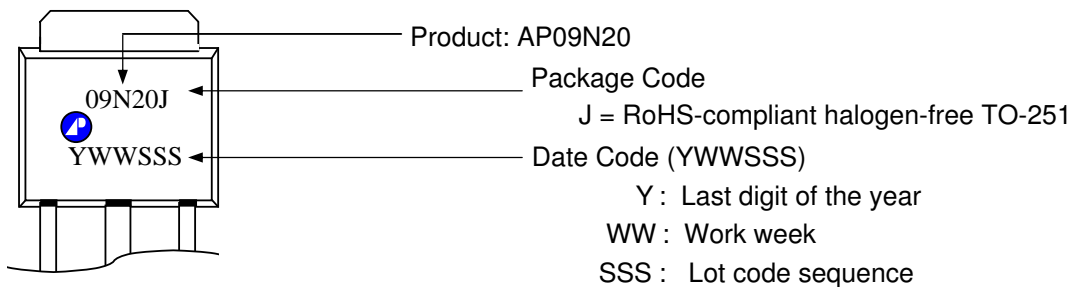 Product: AP09N20
Package Code
09N20J
J = RoHS-compliant halogen-free TO-251
AP
YWWSSS
Date Code (YWWSSS)
Y : Last digit of the year
WW : Work week
SSS : Lot code sequence